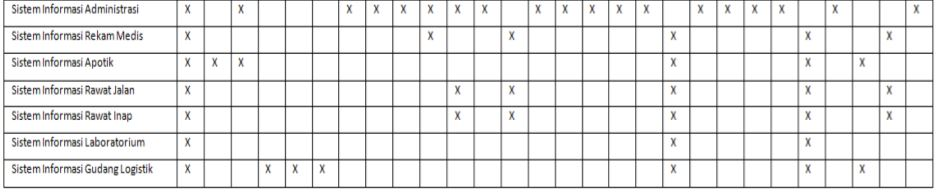 Sistem Informasi Administrasi X X X X X X X X X X X X X X X X X X X
Sistem Informasi Rekam Medis X X X X X X
Sistem Informasi Apotik X X X X X X
Sistem Informasi Rawat Jalan X X X X X X
Sistem Informasi Rawat Inap X X X X X X
Sistem Informasi Laboratorium X X X
Sistem Informasi Gudang Logistik X X X X X X X